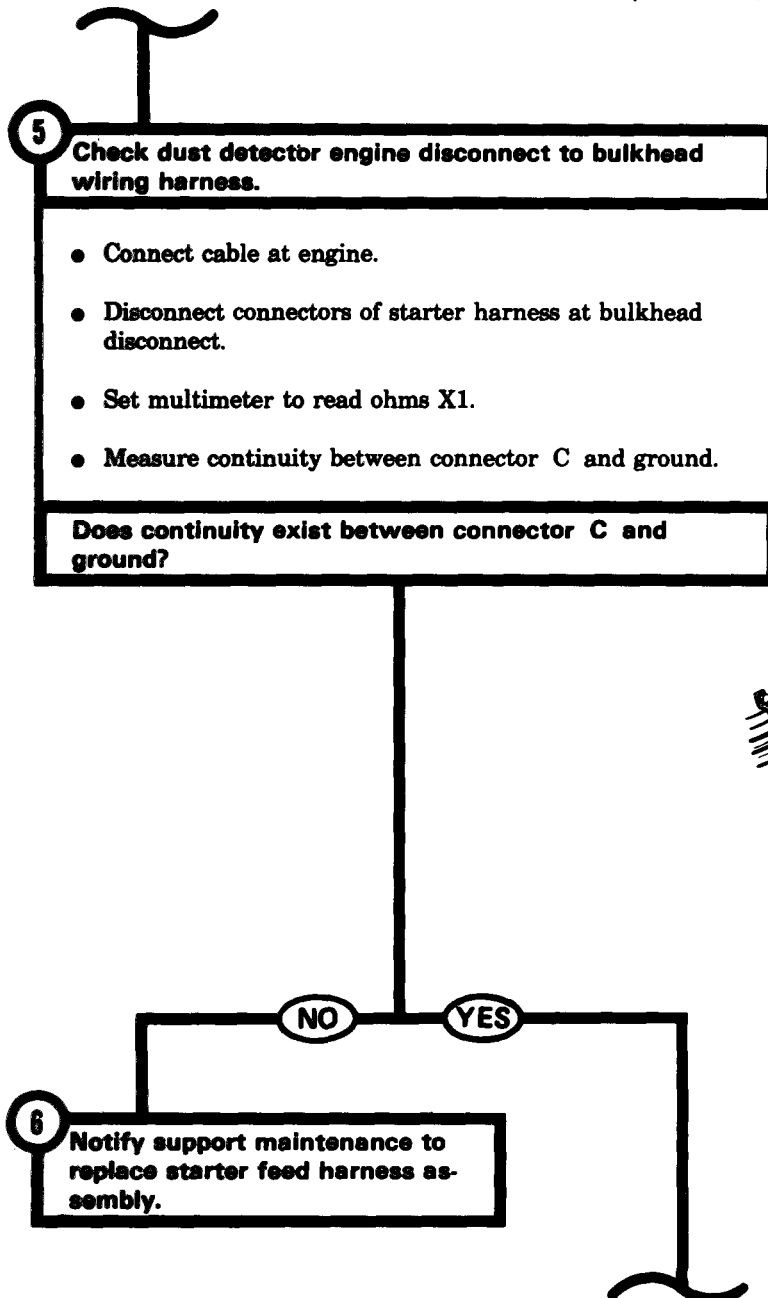 5
Check dust detector engine disconnect to bulkhead
wiring harness.
● Connect cable at engine.
● Disconnect connectors of starter harness at bulkhead
disconnect.
● Set multimeter to read ohms X1.
● Measure continuity between connector C and ground.
Does continuity exist between connector C and
ground?
NO
YES
6
Notify support maintenance to
replace starter feed harness as-
sembly.